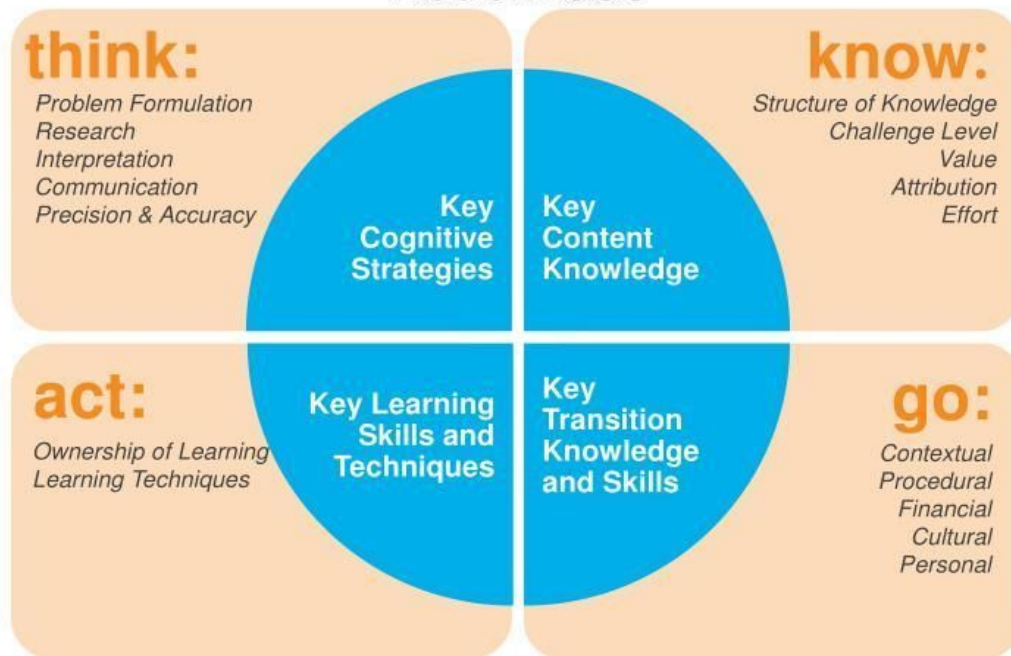 think:
Problem Formulation
Research
Interpretation
Communication
Precision & Accuracy
Key
Cognitive
Strategies
know:
Structure of Knowledge
Challenge Level
Value
Attribution
Effort
Key
Content
Knowledge
act:
Ownership of Learning
Learning Techniques
Key Learning
Skills and
Techniques
go:
Contextual
Procedural
Financial
Cultural
Personal
Key
Transition
Knowledge
and Skills